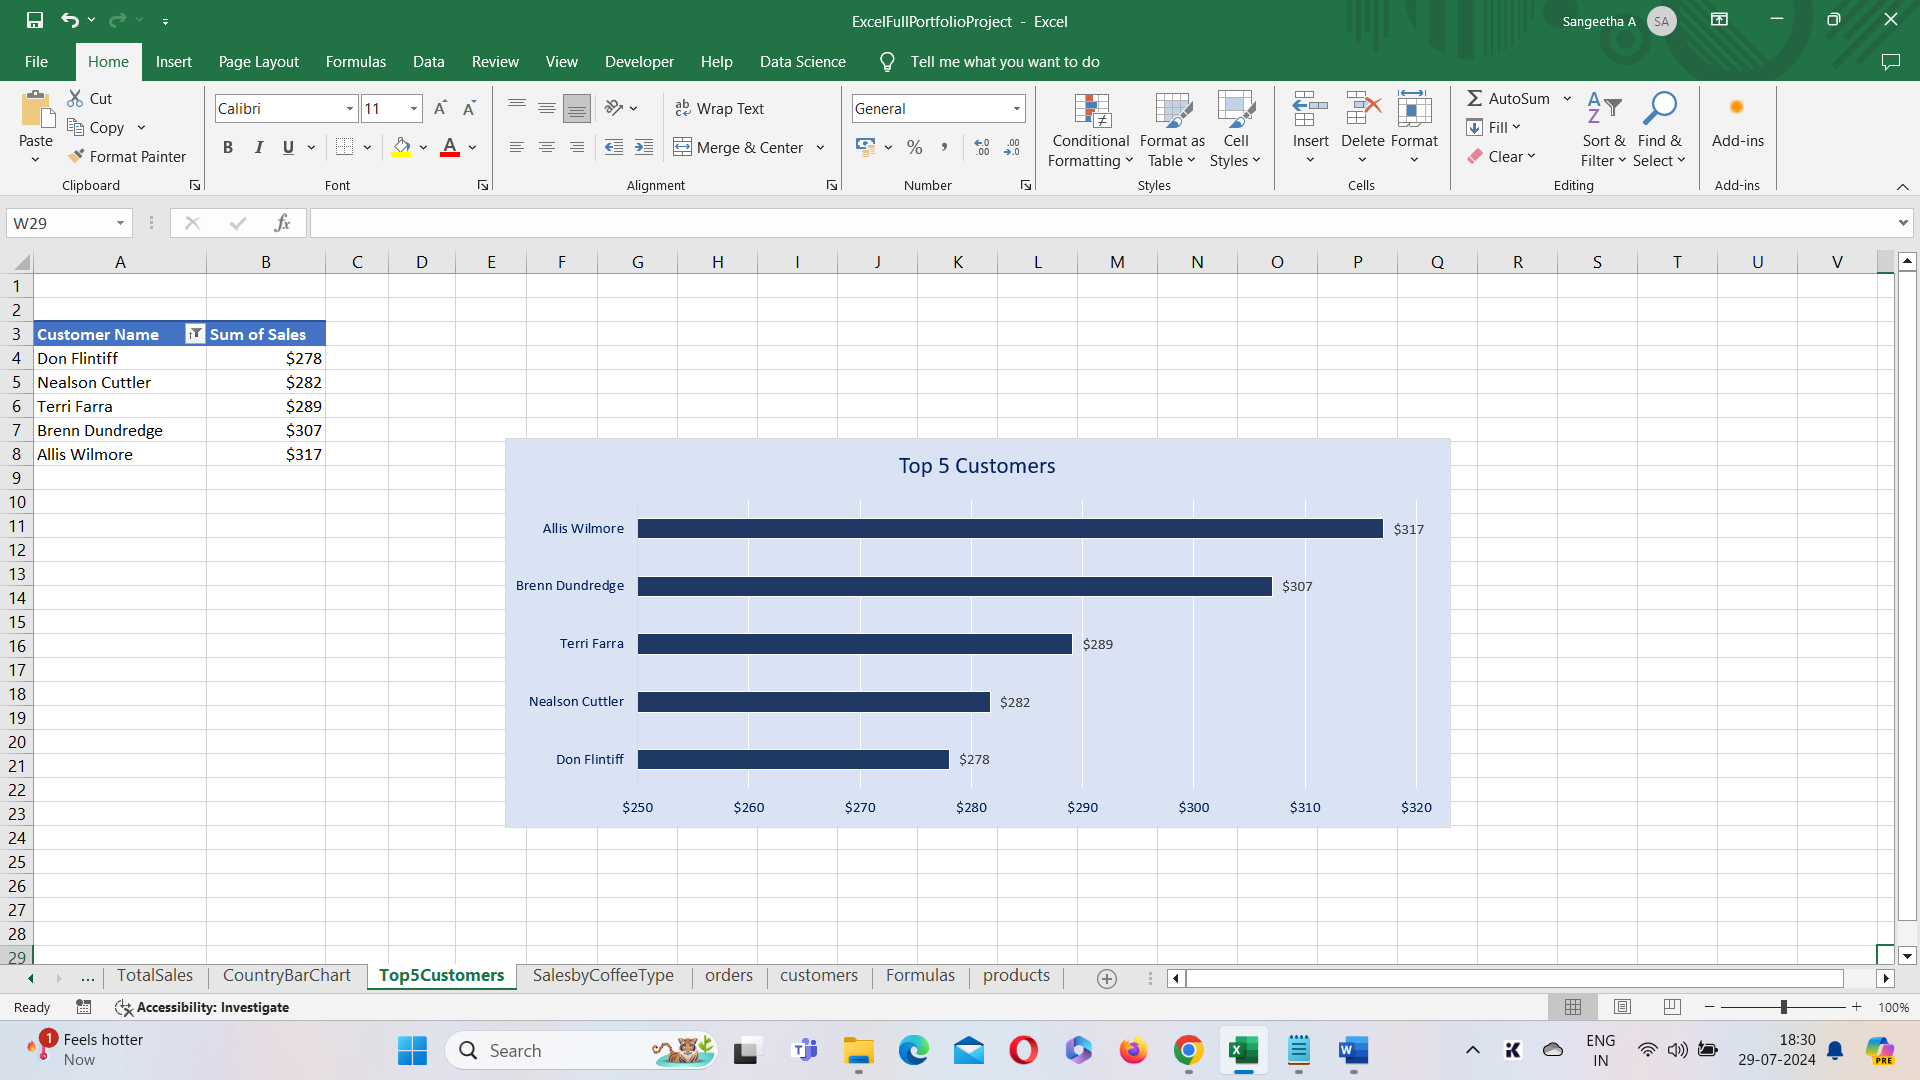 ExcelFullPortfolioProject - Excel
Sangeetha A
SA
File Home Insert Page Layout Formulas Data Review View Developer Help Data Science Tell me what you want to do
Paste
Cut
Copy
Format Painter
Clipboard
Calibri 11
B I U
Font
Wrap Text
Merge & Center
Alignment
General
Number
Conditional Formatting
Format as Table
Cell Styles
Styles
Insert Delete Format
Cells
AutoSum
Fill
Clear
Sort & Filter
Find & Select
Editing
Add-ins
Add-ins
W29
fx
A B C D E F G H I J K L M N O P Q R S T U V
1
2
3 Customer Name Sum of Sales
4 Don Flintiff $278
5 Nealson Cuttler $282
6 Terri Farra $289
7 Brenn Dundredge $307
8 Allis Wilmore $317
9
10
11
12
13
14
15
16
17
18
19
20
21
22
23
24
25
26
27
28
29
Top 5 Customers
Allis Wilmore $317
Brenn Dundredge $307
Terri Farra $289
Nealson Cuttler $282
Don Flintiff $278
$250 $260 $270 $280 $290 $300 $310 $320
... TotalSales CountryBarChart Top5Customers SalesbyCoffeeType orders customers Formulas products
Ready Accessibility: Investigate 100%
1
Feels hotter
Now
Search
ENG
IN
18:30
29-07-2024
PRE